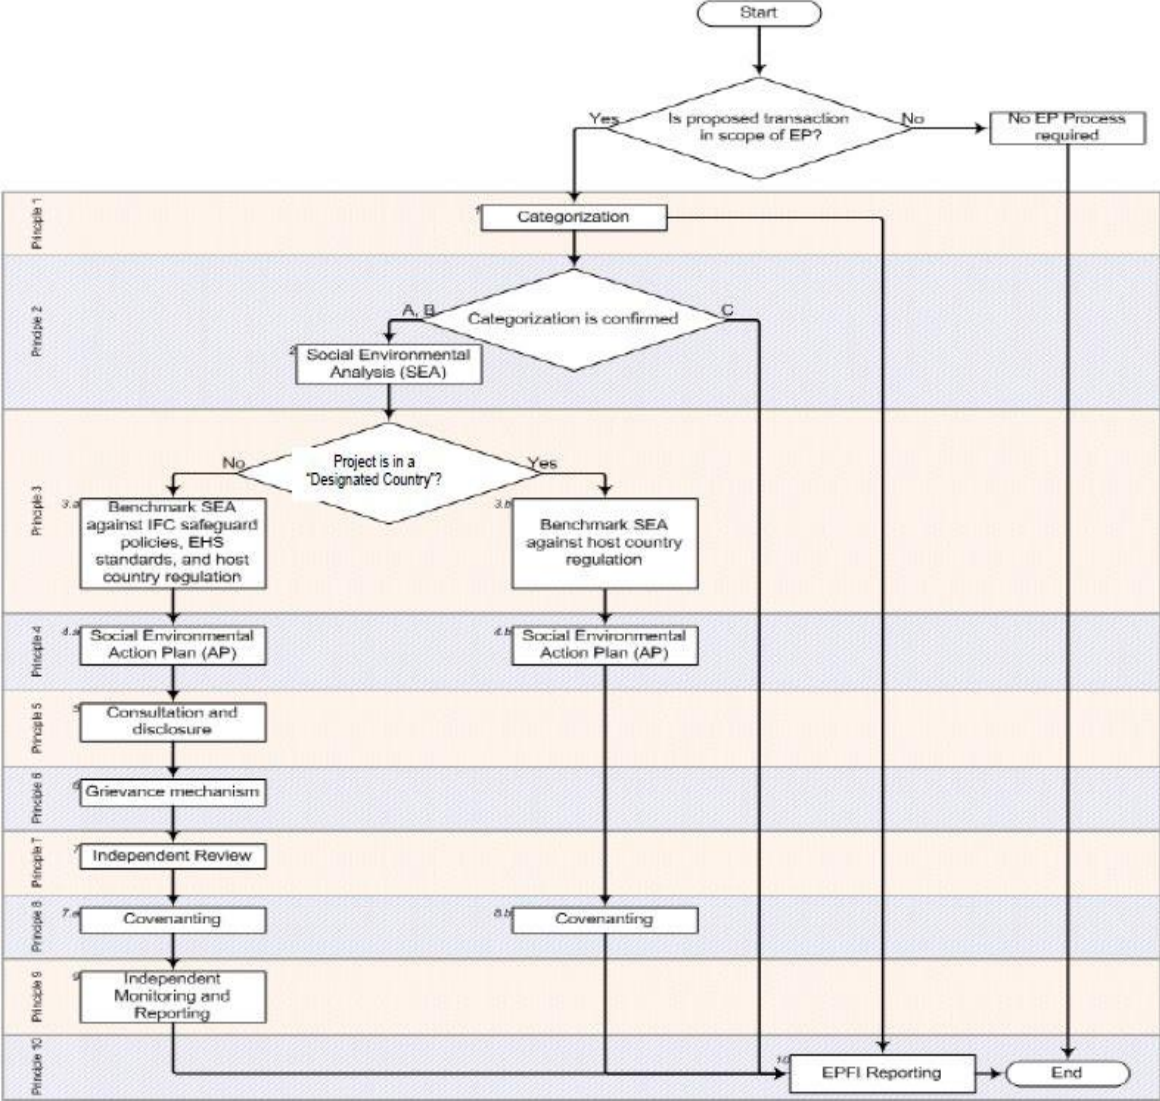 Start
Yes
Is proposed transaction
in scope of EP?
No
No EP Process
required
Principle 1
1
Categorization
Principle 2
A, B
Categorization is confirmed
C
2
Social Environmental
Analysis (SEA)
Principle 3
No
Project is in a
"Designated Country"?
Yes
3.a
Benchmark SEA
against IFC safeguard
policies, EHS
standards, and host
country regulation
3.b
Benchmark SEA
against host country
regulation
Principle 4
4.a
Social Environmental
Action Plan (AP)
4.b
Social Environmental
Action Plan (AP)
Principle 5
5
Consultation and
disclosure
Principle 6
6
Grievance mechanism
Principle 7
7
Independent Review
Principle 8
7.a
Covenanting
8.b
Covenanting
Principle 9
9
Independent
Monitoring and
Reporting
Principle 10
10
EPFI Reporting
End